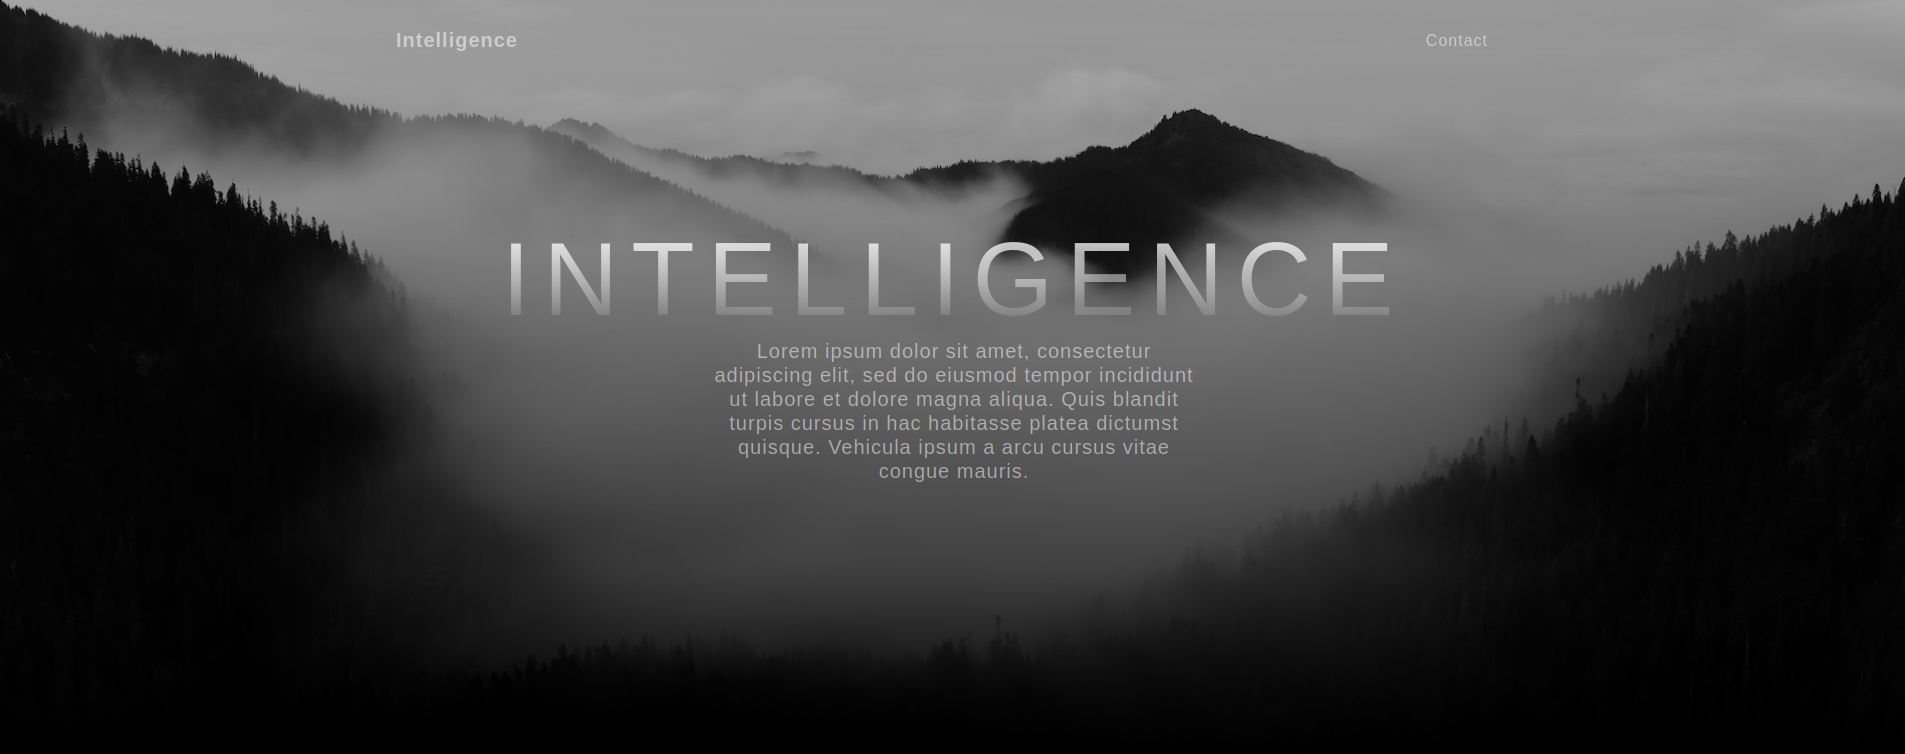 Intelligence
Contact
INTELLIGENCE
Lorem ipsum dolor sit amet, consectetur
adipiscing elit, sed do eiusmod tempor incididunt
ut labore et dolore magna aliqua. Quis blandit
turpis cursus in hac habitasse platea dictumst
quisque. Vehicula ipsum a arcu cursus vitae
congue mauris.